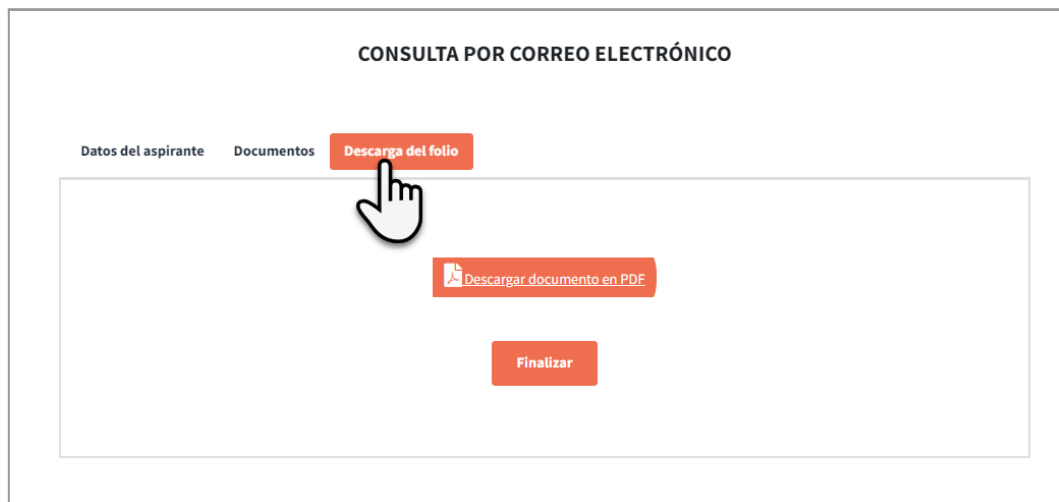 CONSULTA POR CORREO ELECTRÓNICO
Datos del aspirante Documentos Descarga del folio
Descargar documento en PDF
Finalizar